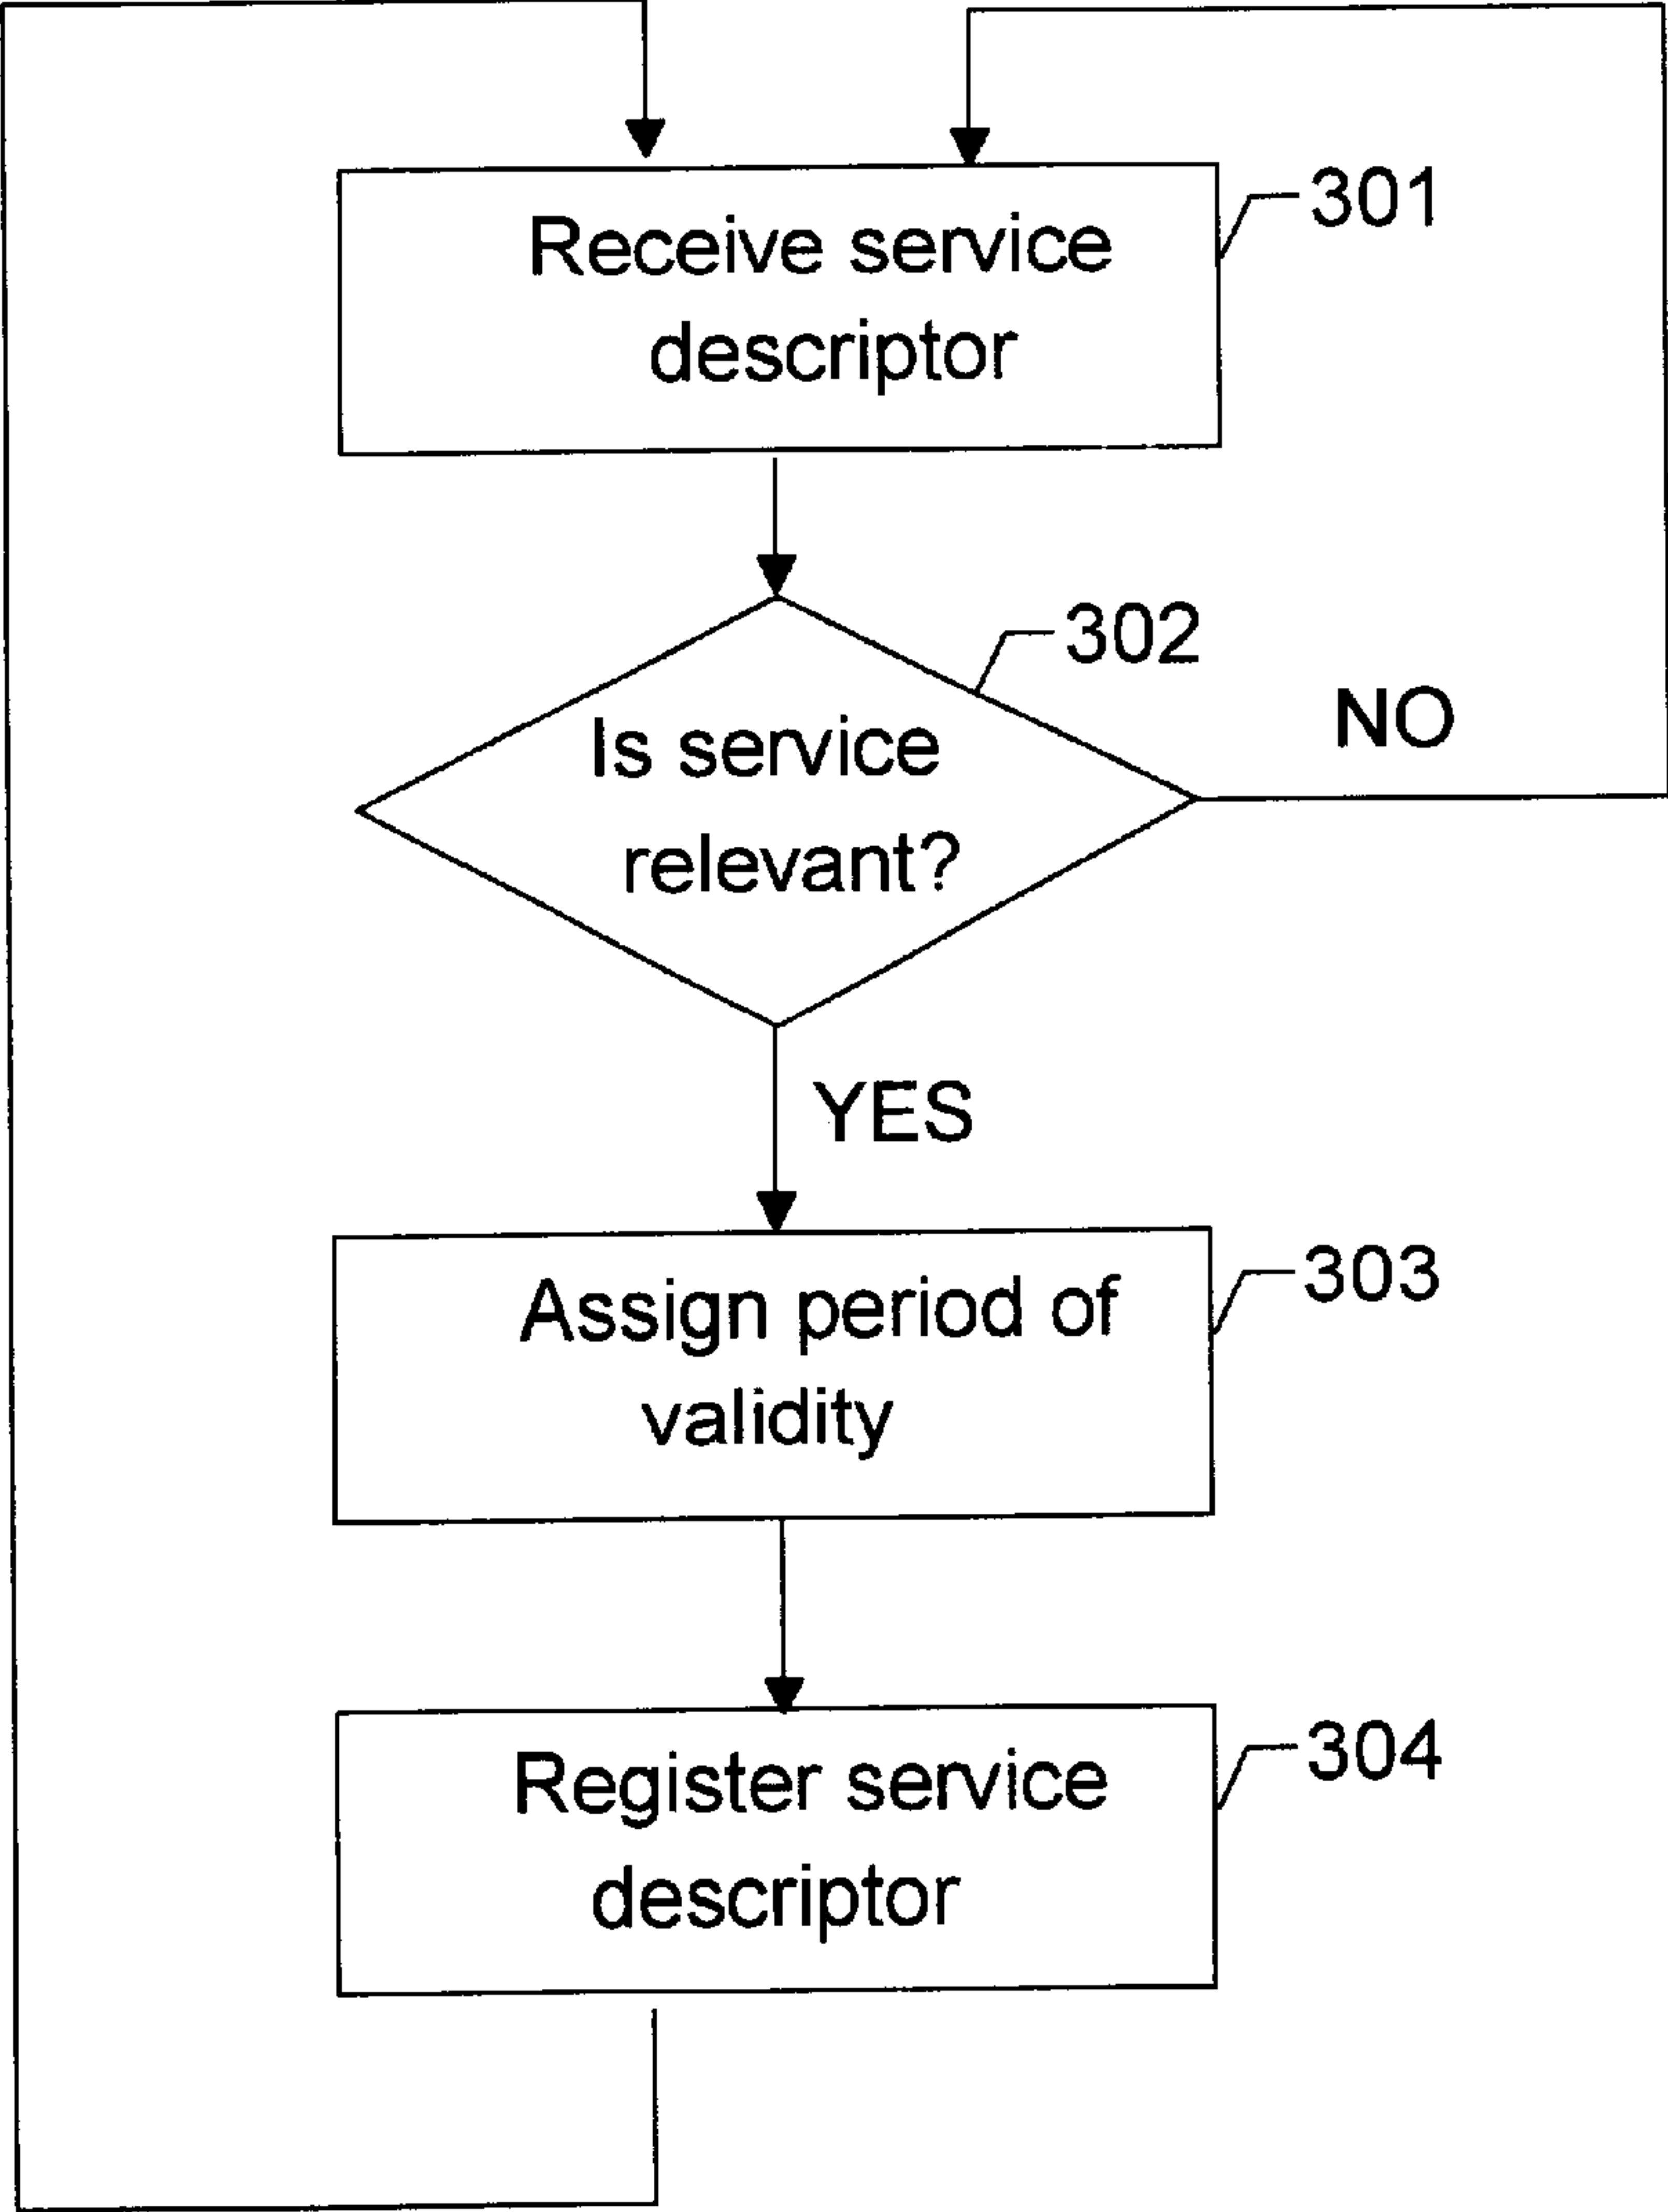 Receive service
descriptor
301
302
Is service
relevant?
NO
YES
Assign period of
validity
303
Register service
descriptor
304